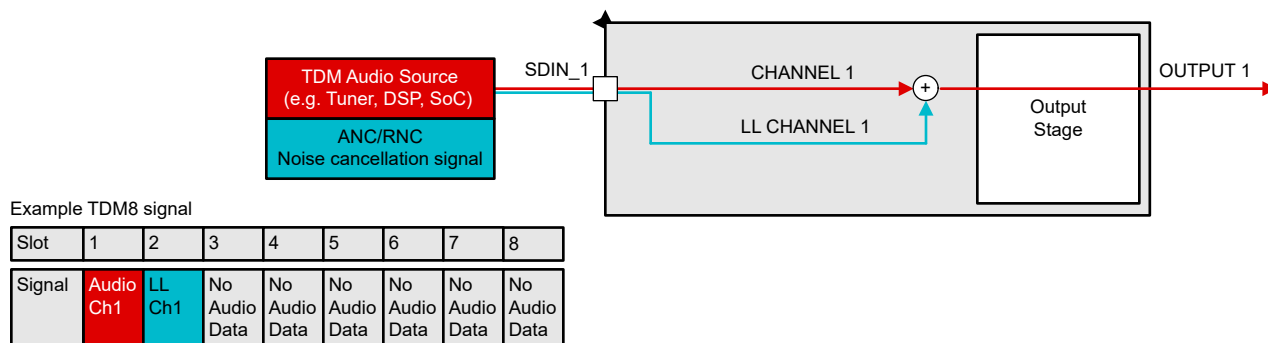 TDM Audio Source
(e.g. Tuner, DSP, SoC)
ANC/RNC
Noise cancellation signal
SDIN_1
CHANNEL 1
+
LL CHANNEL 1
Output
Stage
OUTPUT 1
Example TDM8 signal
Slot 1 2 3 4 5 6 7 8
Signal Audio LL No No No No No No
Ch1 Ch1 Audio Audio Audio Audio Audio Audio
Data Data Data Data Data Data